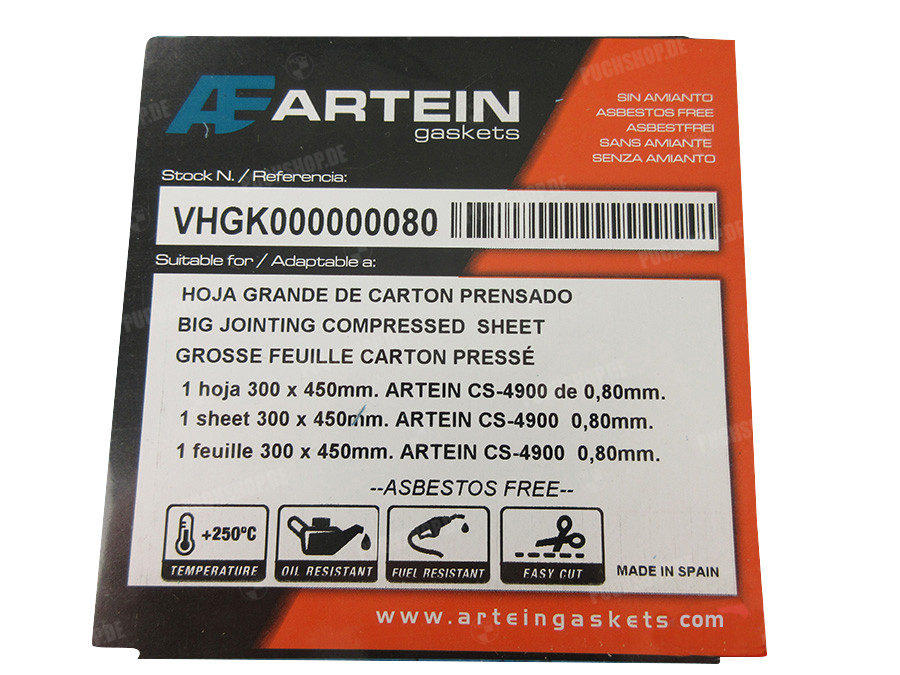 AE ARTEIN
gaskets
SIN AMIANTO
ASBESTOS FREE
ASBESTFREI
SANS AMIANTE
SENZA AMIANTO
Stock N. / Referencia:
VHGK000000080
Suitable for / Adaptable a:
HOJA GRANDE DE CARTON PRENSADO
BIG JOINTING COMPRESSED SHEET
GROSSE FEUILLE CARTON PRESSÉ
1 hoja 300 x 450mm. ARTEIN CS-4900 de 0,80mm.
1 sheet 300 x 450mm. ARTEIN CS-4900 0,80mm.
1 feuille 300 x 450mm. ARTEIN CS-4900 0,80mm.
--ASBESTOS FREE--
+250ºC
TEMPERATURE
OIL RESISTANT
FUEL RESISTANT
EASY CUT
MADE IN SPAIN
www.arteingaskets com
PUCHSHOP.DE